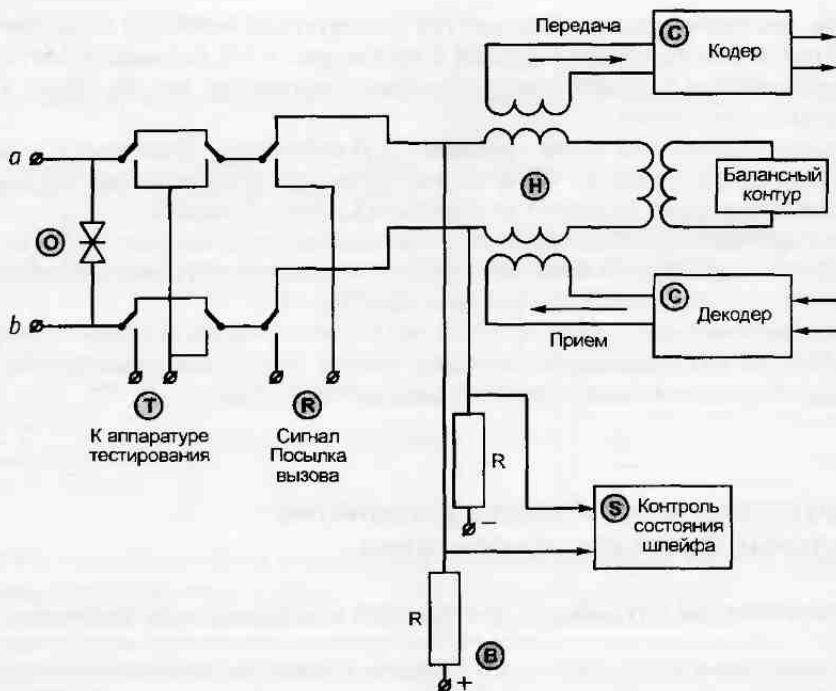 Передача
C
Кодер
a
H
Балансный
контур
O
b
C
Декодер
Прием
T
R
К аппаратуре
тестирования
Сигнал
Посылка
вызова
R
−
S
Контроль
состояния
шлейфа
R
B
+